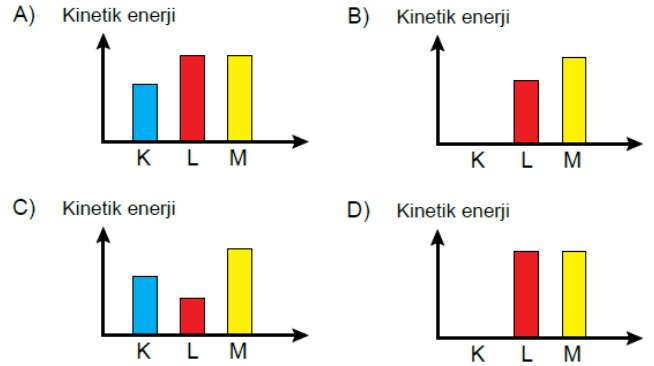 A) Kinetik enerji
K L M
B) Kinetik enerji
K L M
C) Kinetik enerji
K L M
D) Kinetik enerji
K L M